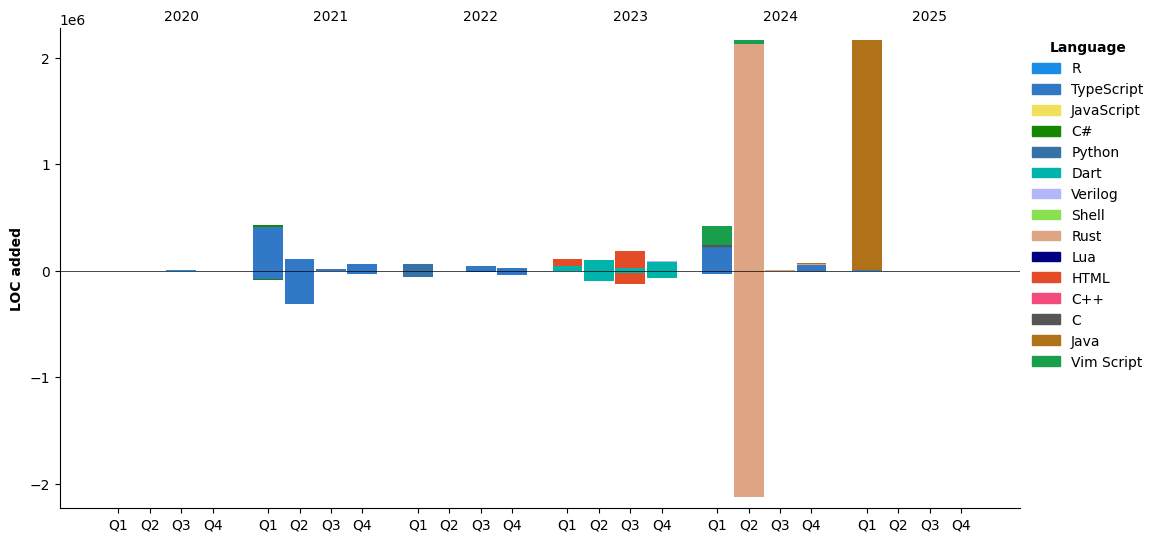 1e6
2020 2021 2022 2023 2024 2025
Language
R
TypeScript
JavaScript
C#
Python
Dart
Verilog
Shell
Rust
Lua
HTML
C++
C
Java
Vim Script
LOC added
2
1
0
−1
−2
Q1 Q2 Q3 Q4 Q1 Q2 Q3 Q4 Q1 Q2 Q3 Q4 Q1 Q2 Q3 Q4 Q1 Q2 Q3 Q4 Q1 Q2 Q3 Q4